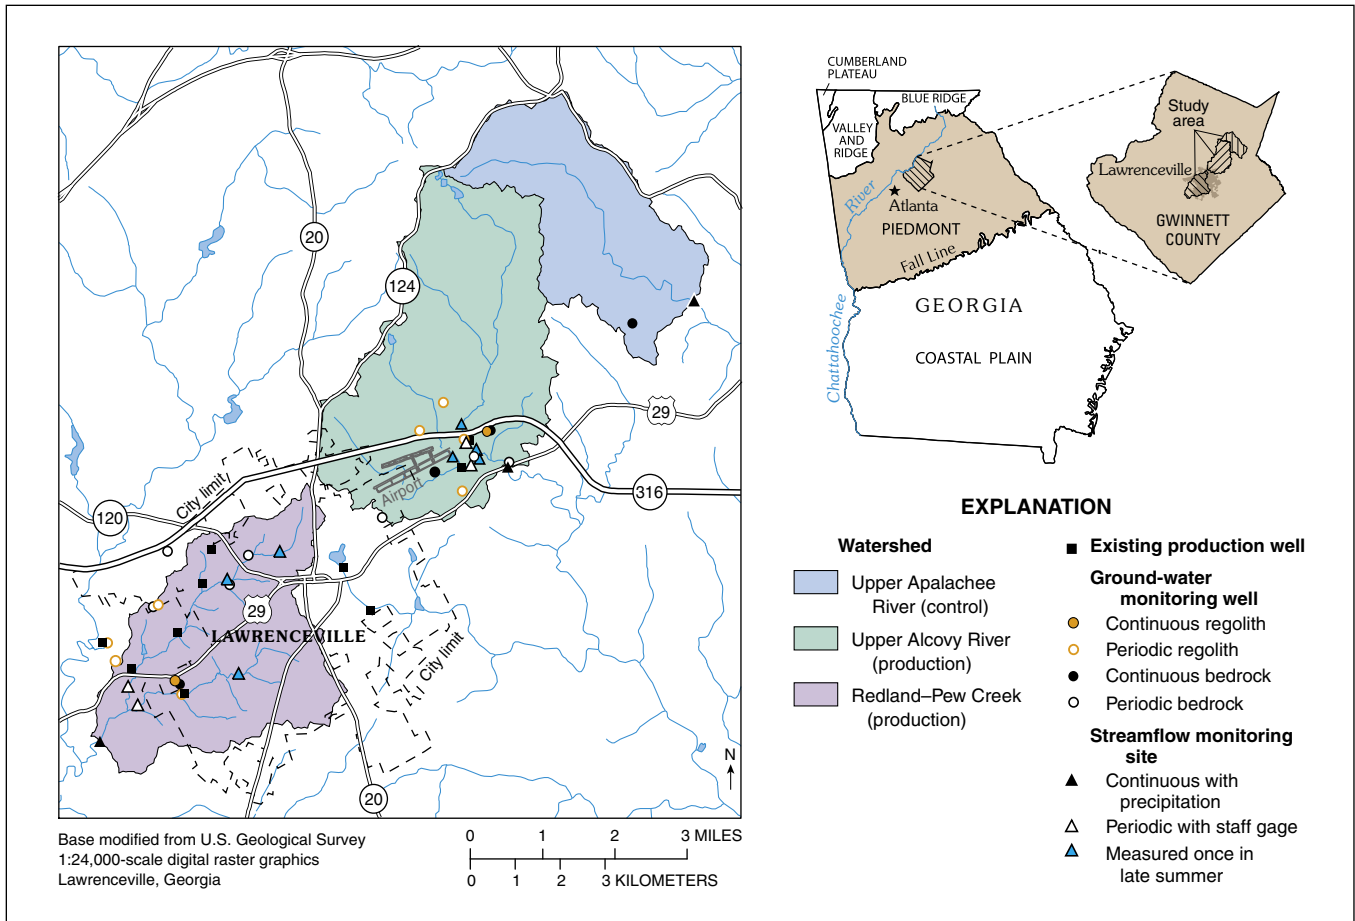 20
124
29
316
Airport
City limit
120
29
LAWRENCEVILLE
City limit
20
N
Base modified from U.S. Geological Survey
1:24,000-scale digital raster graphics
Lawrenceville, Georgia
0 1 2 3 MILES
0 1 2 3 KILOMETERS
CUMBERLAND
PLATEAU
BLUE RIDGE
VALLEY
AND
RIDGE
River
Atlanta
PIEDMONT
Fall Line
Chattahoochee
GEORGIA
COASTAL PLAIN
Study
area
Lawrenceville
GWINNETT
COUNTY
EXPLANATION
Watershed
Upper Apalachee
River (control)
Upper Alcovy River
(production)
Redland–Pew Creek
(production)
Existing production well
Ground-water
monitoring well
Continuous regolith
Periodic regolith
Continuous bedrock
Periodic bedrock
Streamflow monitoring
site
Continuous with
precipitation
Periodic with staff gage
Measured once in
late summer